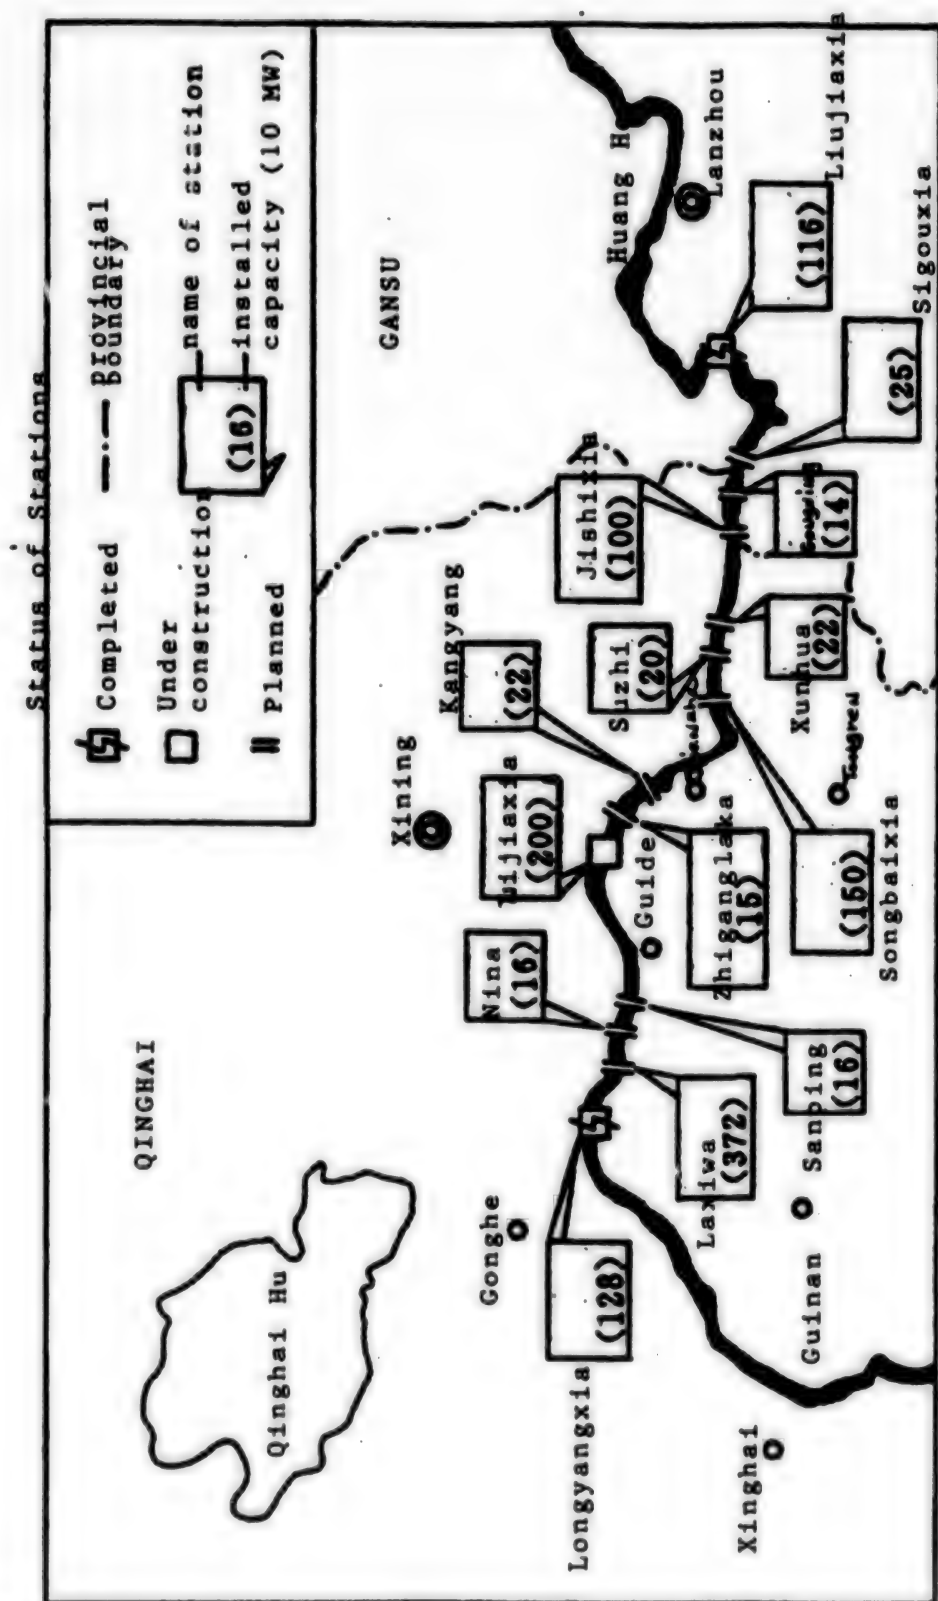 Status of Stations
Completed
provincial
boundary
Under
construction
(16)
name of station
installed
capacity (10 MW)
Planned
QINGHAI
GANSU
Qinghai Hu
Xining
Kangyang
(22)
Jishixia
(100)
Huang H
Lanzhou
Gonghe
Nina
(16)
Lijiaxia
(200)
Suzhi
(20)
Longyangxia
(128)
Guide
Laxiwa
(372)
Zhiganglaka
(15)
Xunhua
(22)
(14)
(116)
Liujiaxia
Xinghai
Guinan
Sanping
(16)
(150)
Songbaixia
Tongren
(25)
Sigouxia